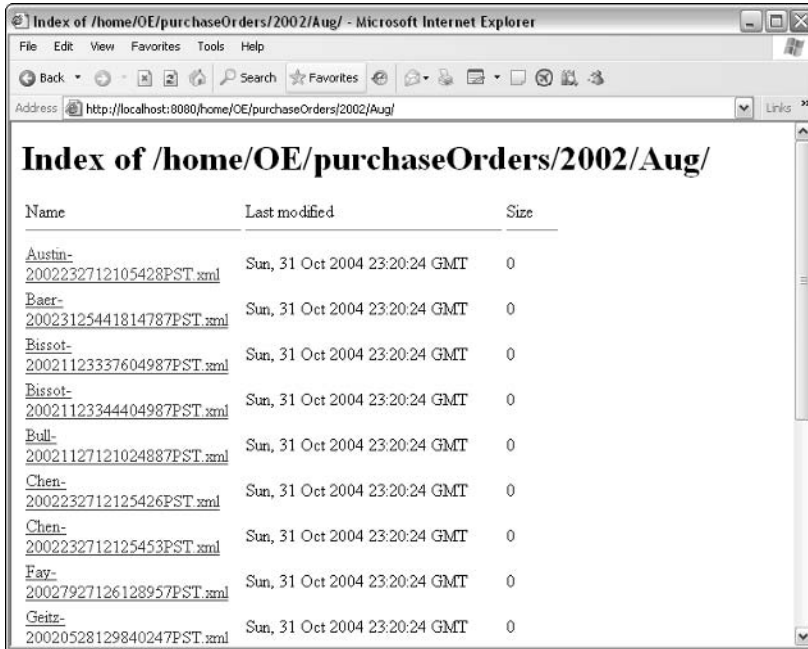 Index of /home/OE/purchaseOrders/2002/Aug/ - Microsoft Internet Explorer
File Edit View Favorites Tools Help
Back Search Favorites
Address http://localhost:8080/home/OE/purchaseOrders/2002/Aug/ Links »
Index of /home/OE/purchaseOrders/2002/Aug/
Name Last modified Size
Austin-
2002232712105428PST.xml Sun, 31 Oct 2004 23:20:24 GMT 0
Baer-
20023125441814787PST.xml Sun, 31 Oct 2004 23:20:24 GMT 0
Bissot-
20021123337604987PST.xml Sun, 31 Oct 2004 23:20:24 GMT 0
Bissot-
20021123344404987PST.xml Sun, 31 Oct 2004 23:20:24 GMT 0
Bull-
20021127121024887PST.xml Sun, 31 Oct 2004 23:20:24 GMT 0
Chen-
2002232712125426PST.xml Sun, 31 Oct 2004 23:20:24 GMT 0
Chen-
2002232712125453PST.xml Sun, 31 Oct 2004 23:20:24 GMT 0
Fay-
20027927126128957PST.xml Sun, 31 Oct 2004 23:20:24 GMT 0
Geitz-
20020528129840247PST.xml Sun, 31 Oct 2004 23:20:24 GMT 0